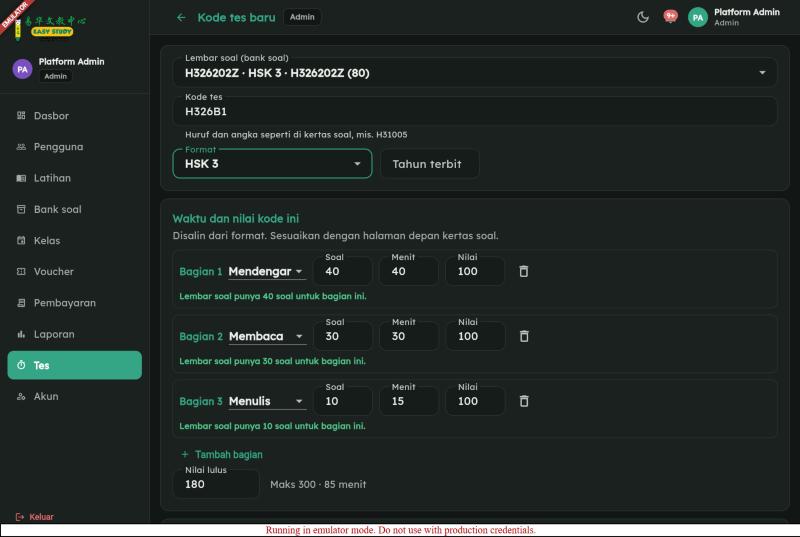 EMULATOR
易华文教中心
EASY STUDY
PA
Platform Admin
Admin
Dasbor
Pengguna
Latihan
Bank soal
Kelas
Voucher
Pembayaran
Laporan
Tes
Akun
Keluar
Kode tes baru
Admin
9+
PA
Platform Admin
Admin
Lembar soal (bank soal)
H326202Z · HSK 3 · H326202Z (80)
Kode tes
H326B1
Huruf dan angka seperti di kertas soal, mis. H31005
Format
HSK 3
Tahun terbit
Waktu dan nilai kode ini
Disalin dari format. Sesuaikan dengan halaman depan kertas soal.
Soal Menit Nilai
Bagian 1 Mendengar 40 40 100
Lembar soal punya 40 soal untuk bagian ini.
Soal Menit Nilai
Bagian 2 Membaca 30 30 100
Lembar soal punya 30 soal untuk bagian ini.
Soal Menit Nilai
Bagian 3 Menulis 10 15 100
Lembar soal punya 10 soal untuk bagian ini.
+ Tambah bagian
Nilai lulus
180 Maks 300 · 85 menit
Running in emulator mode. Do not use with production credentials.